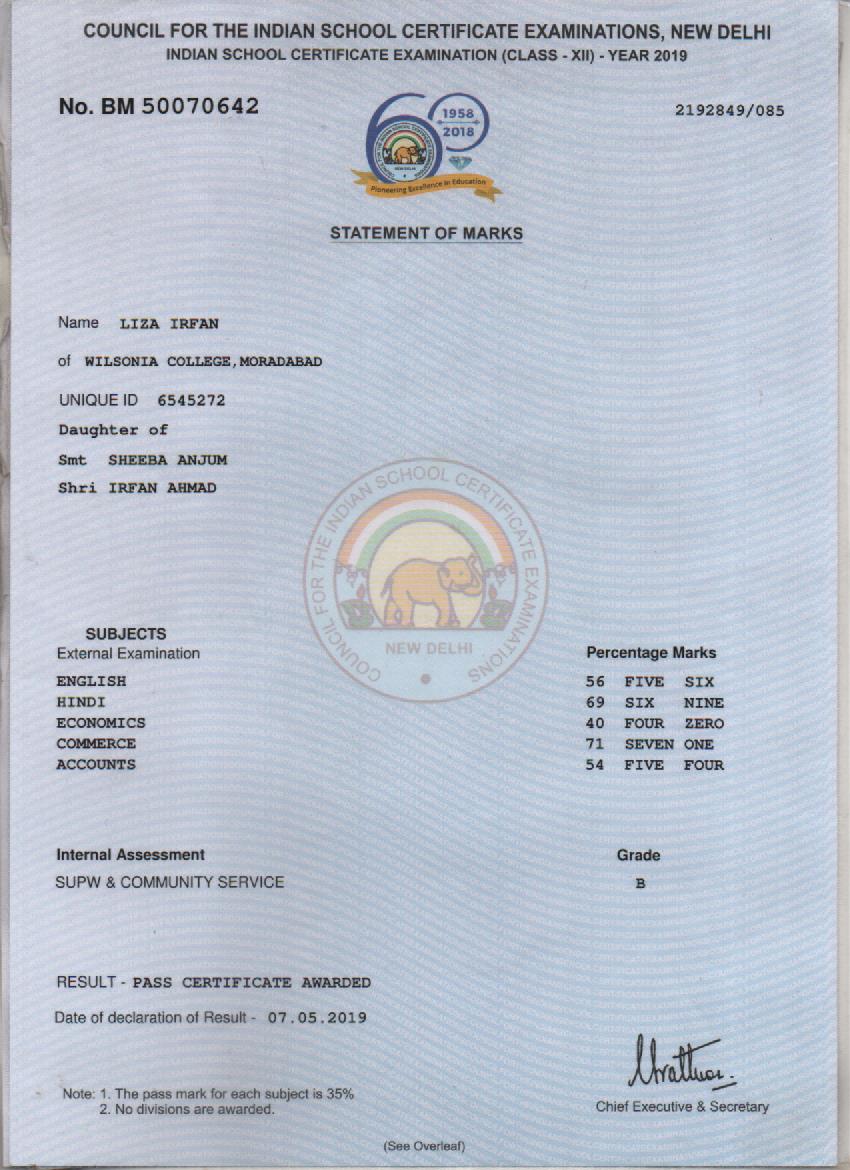 COUNCIL FOR THE INDIAN SCHOOL CERTIFICATE EXAMINATIONS, NEW DELHI
INDIAN SCHOOL CERTIFICATE EXAMINATION (CLASS - XII) - YEAR 2019
No. BM 50070642
2192849/085
1958
2018
NEW DELHI
Pioneering Excellence in Education
STATEMENT OF MARKS
Name LIZA IRFAN
of WILSONIA COLLEGE,MORADABAD
UNIQUE ID 6545272
Daughter of
Smt SHEEBA ANJUM
Shri IRFAN AHMAD
COUNCIL FOR THE INDIAN SCHOOL CERTIFICATE EXAMINATIONS
NEW DELHI
SUBJECTS
External Examination Percentage Marks
ENGLISH 56 FIVE SIX
HINDI 69 SIX NINE
ECONOMICS 40 FOUR ZERO
COMMERCE 71 SEVEN ONE
ACCOUNTS 54 FIVE FOUR
Internal Assessment Grade
SUPW & COMMUNITY SERVICE B
RESULT - PASS CERTIFICATE AWARDED
Date of declaration of Result - 07.05.2019
Note: 1. The pass mark for each subject is 35%
2. No divisions are awarded.
Chief Executive & Secretary
(See Overleaf)